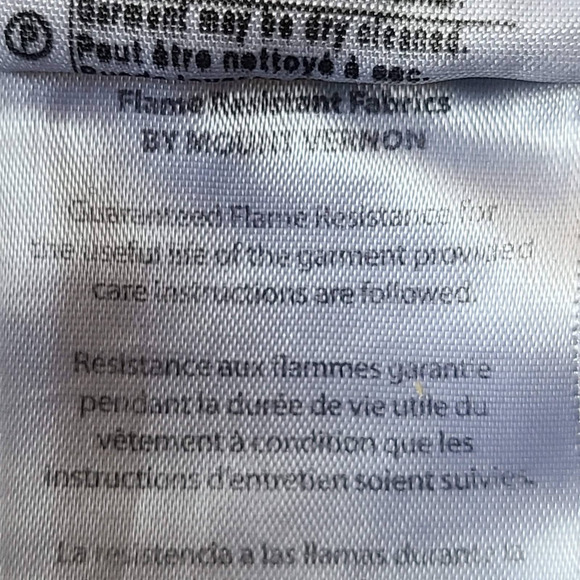 Garment may be dry cleaned.
P
Peut être nettoyé à sec.
Flame Resistant Fabrics
BY MOUNT VERNON
Guaranteed Flame Resistance for
the useful life of the garment provided
care instructions are followed.
Resistance aux flammes garantie
pendant la durée de vie utile du
vêtement à condition que les
instructions d'entretien soient suivies.
La resistencia a las llamas durante la